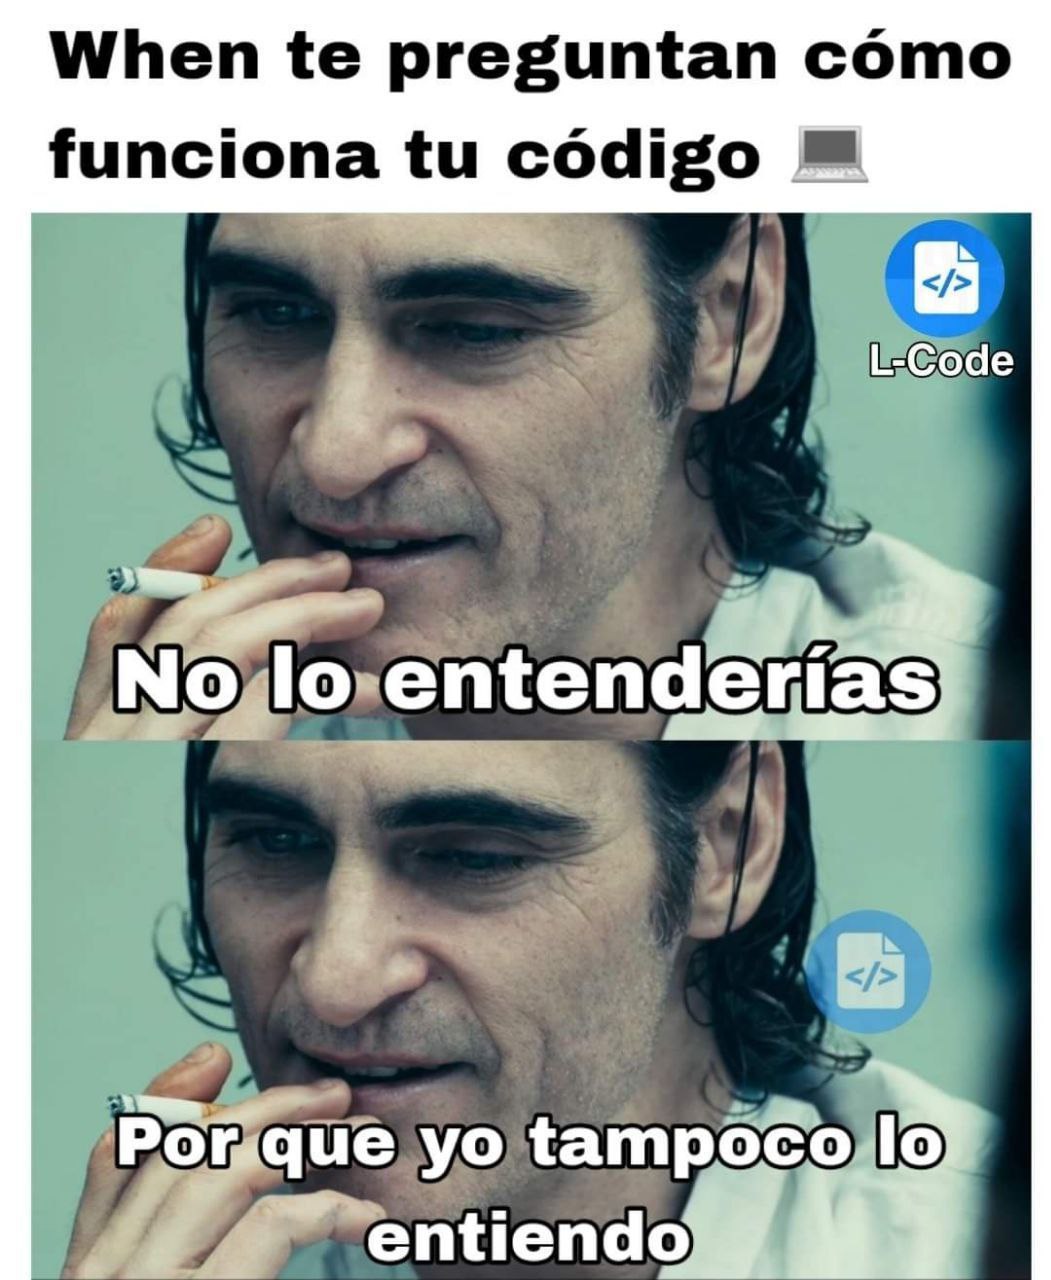 When te preguntan cómo
funciona tu código 💻
</>
L-Code
No lo entenderías
</>
Por que yo tampoco lo
entiendo